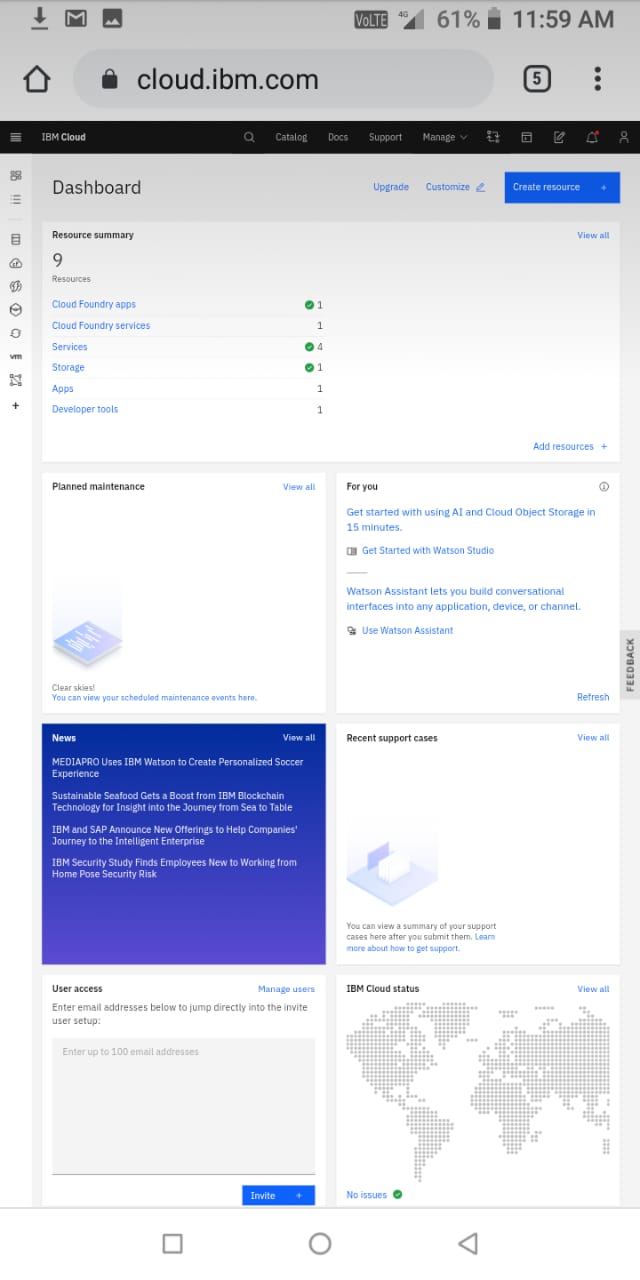 VoLTE 4G 61% 11:59 AM
cloud.ibm.com
5
IBM Cloud Catalog Docs Support Manage
Dashboard Upgrade Customize Create resource +
Resource summary View all
9
Resources
Cloud Foundry apps 1
Cloud Foundry services 1
Services 4
Storage 1
Apps 1
Developer tools 1
vm
+
Add resources +
Planned maintenance View all
Clear skies!
You can view your scheduled maintenance events here.
For you
Get started with using AI and Cloud Object Storage in
15 minutes.
Get Started with Watson Studio
Watson Assistant lets you build conversational
interfaces into any application, device, or channel.
Use Watson Assistant
Refresh
FEEDBACK
News View all
MEDIAPRO Uses IBM Watson to Create Personalized Soccer
Experience
Sustainable Seafood Gets a Boost from IBM Blockchain
Technology for Insight into the Journey from Sea to Table
IBM and SAP Announce New Offerings to Help Companies'
Journey to the Intelligent Enterprise
IBM Security Study Finds Employees New to Working from
Home Pose Security Risk
Recent support cases View all
You can view a summary of your support
cases here after you submit them. Learn
more about how to get support.
User access Manage users
Enter email addresses below to jump directly into the invite
user setup:
Enter up to 100 email addresses
Invite +
IBM Cloud status View all
No issues